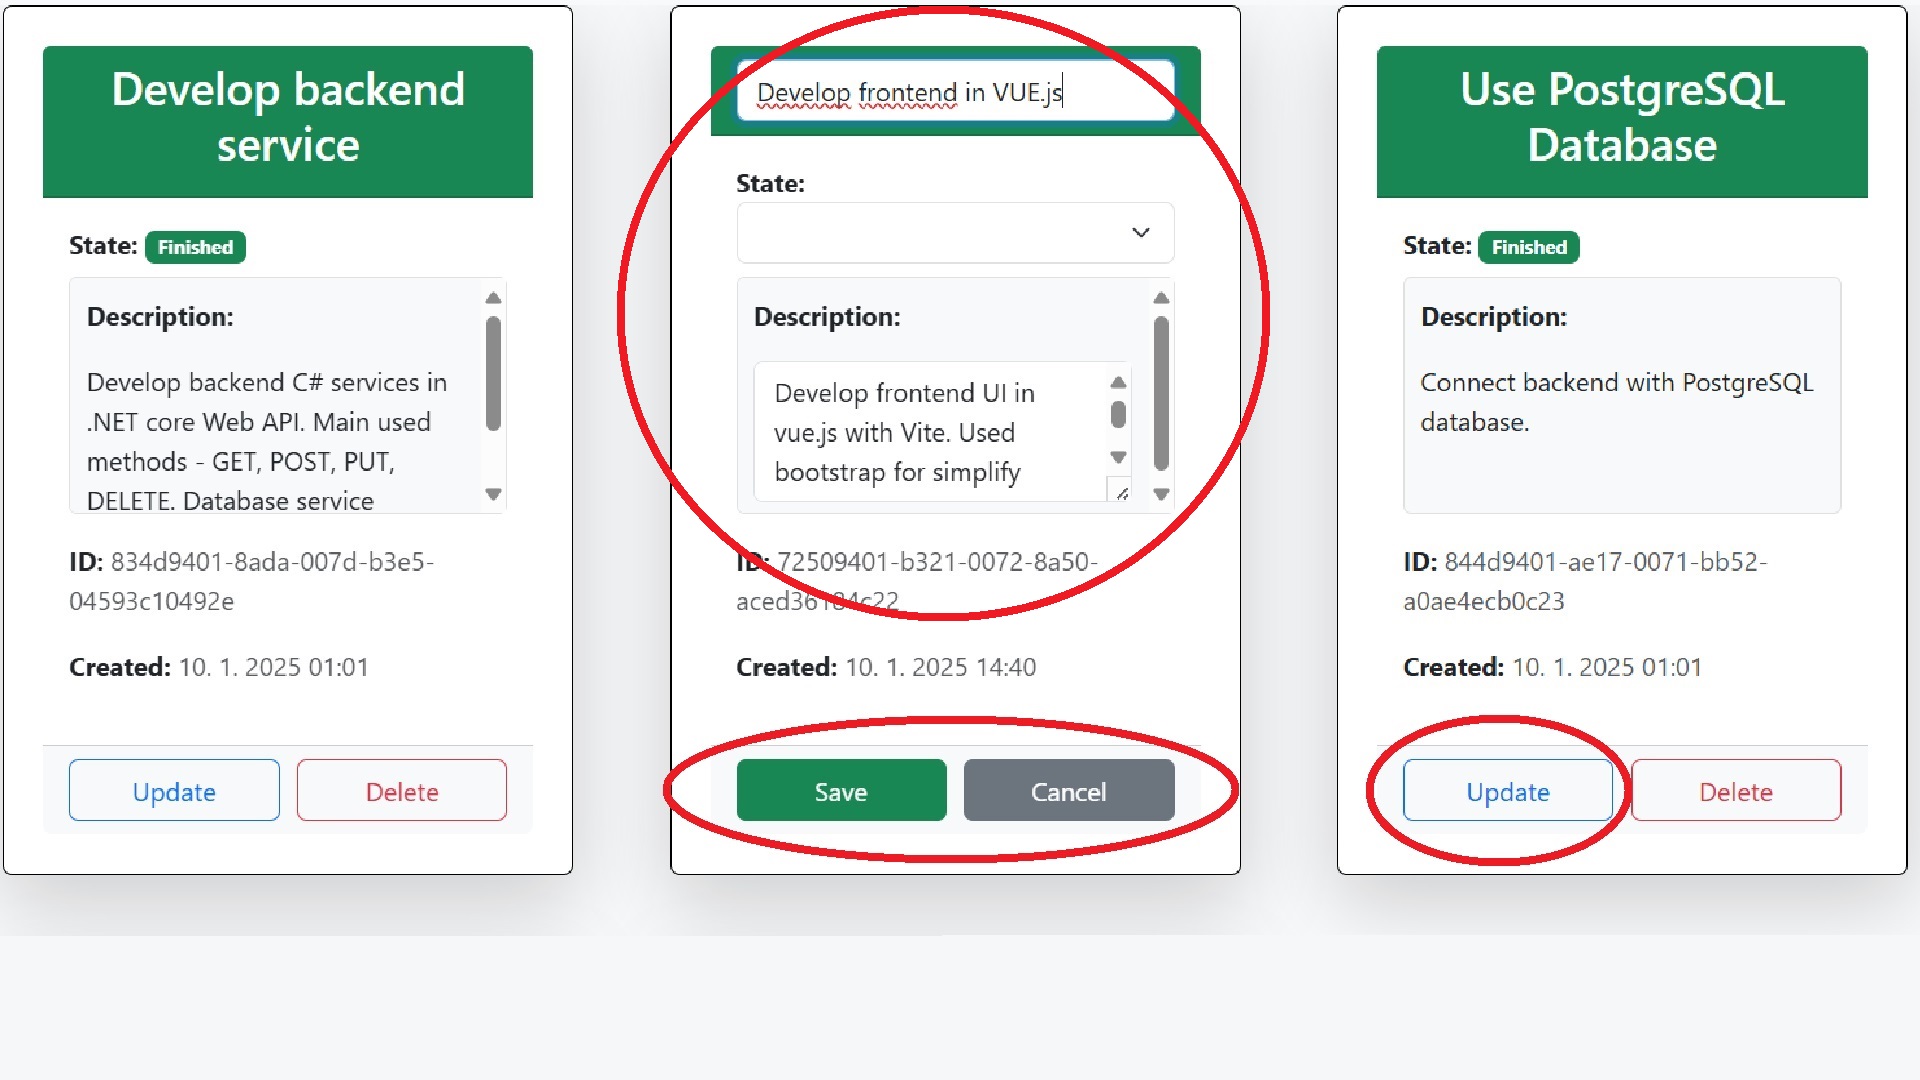 Develop backend
service
State: Finished
Description:
Develop backend C# services in
.NET core Web API. Main used
methods - GET, POST, PUT,
DELETE. Database service
ID: 834d9401-8ada-007d-b3e5-
04593c10492e
Created: 10. 1. 2025 01:01
Update Delete
Develop frontend in VUE.js
State:
Description:
Develop frontend UI in
vue.js with Vite. Used
bootstrap for simplify
ID: 72509401-b321-0072-8a50-
aced36184c22
Created: 10. 1. 2025 14:40
Save Cancel
Use PostgreSQL
Database
State: Finished
Description:
Connect backend with PostgreSQL
database.
ID: 844d9401-ae17-0071-bb52-
a0ae4ecb0c23
Created: 10. 1. 2025 01:01
Update Delete